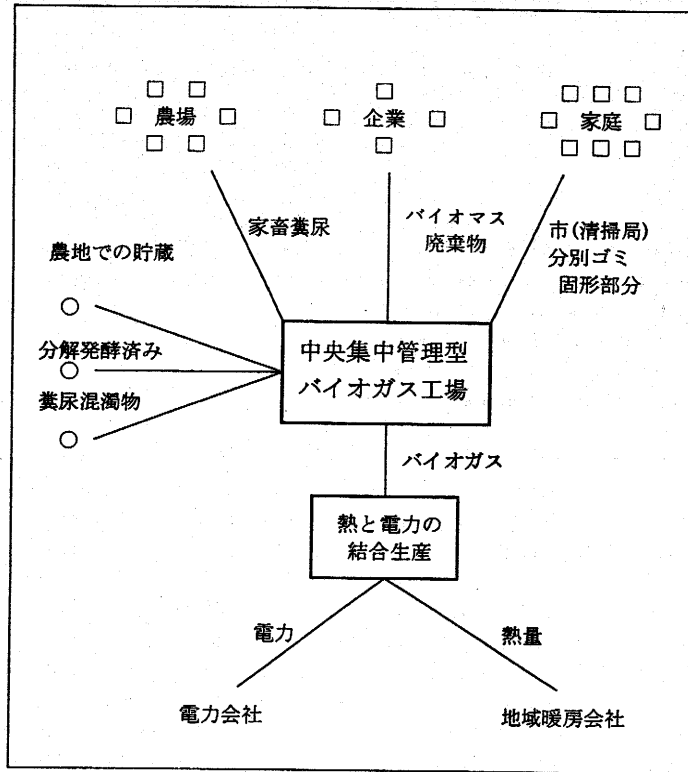 農場
企業
家庭
家畜糞尿
バイオマス
廃棄物
市(清掃局)
分別ゴミ
固形部分
農地での貯蔵
分解発酵済み
糞尿混濁物
中央集中管理型
バイオガス工場
バイオガス
熱と電力の
結合生産
電力
熱量
電力会社
地域暖房会社